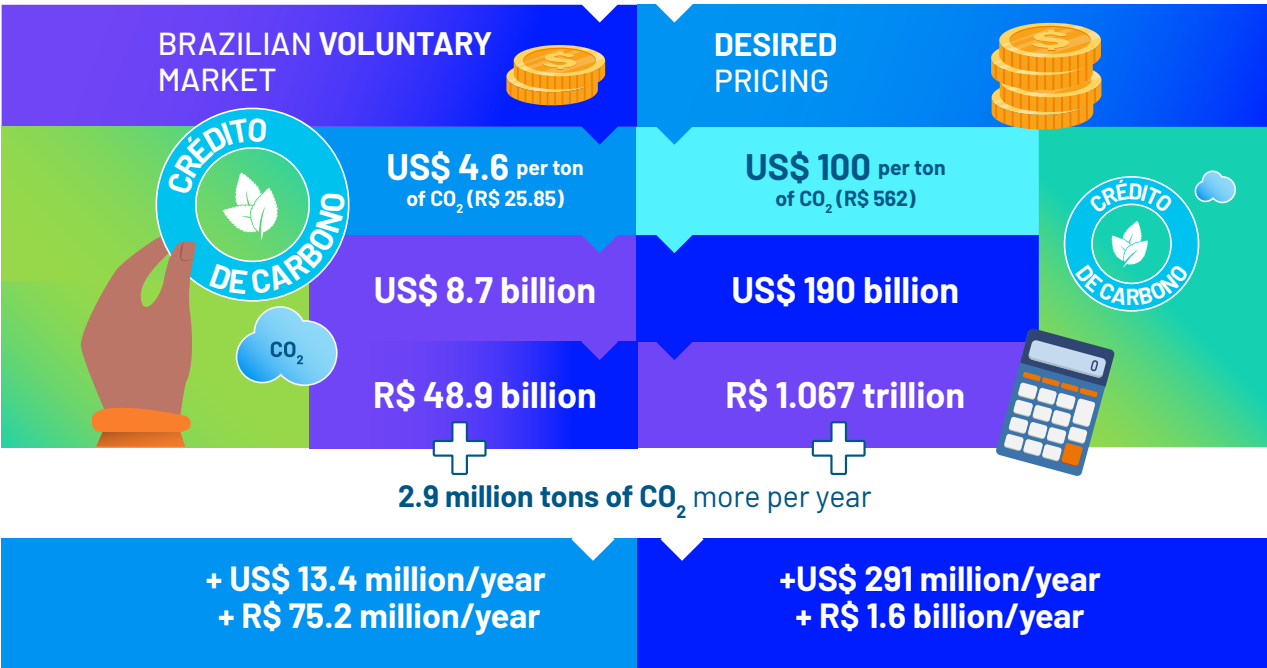 BRAZILIAN VOLUNTARY
MARKET
DESIRED
PRICING
CRÉDITO
DE CARBONO
US$ 4.6 per ton
of CO₂ (R$ 25.85)
US$ 100 per ton
of CO₂ (R$ 562)
CRÉDITO
DE CARBONO
US$ 8.7 billion
US$ 190 billion
CO₂
R$ 48.9 billion
R$ 1.067 trillion
0
2.9 million tons of CO₂ more per year
+ US$ 13.4 million/year
+ R$ 75.2 million/year
+US$ 291 million/year
+ R$ 1.6 billion/year